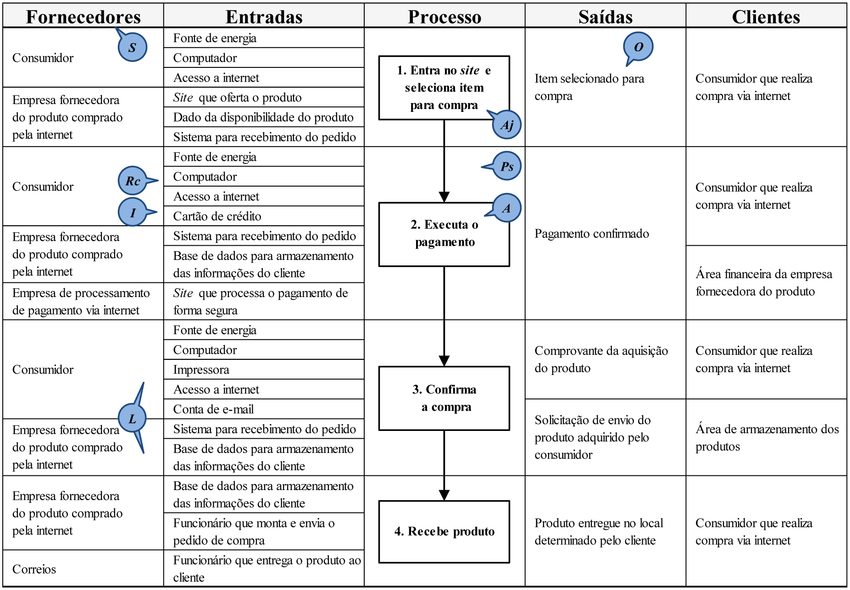 Fornecedores
Entradas
Processo
Saídas
Clientes
Consumidor
S
Fonte de energia
Computador
Acesso a internet
Empresa fornecedora
do produto comprado
pela internet
Site que oferta o produto
Dado da disponibilidade do produto
Sistema para recebimento do pedido
1. Entra no site e
seleciona item
para compra
Aj
O
Item selecionado para
compra
Consumidor que realiza
compra via internet
Consumidor
Rc
I
Fonte de energia
Computador
Acesso a internet
Cartão de crédito
Empresa fornecedora
do produto comprado
pela internet
Sistema para recebimento do pedido
Base de dados para armazenamento
das informações do cliente
Empresa de processamento
de pagamento via internet
Site que processa o pagamento de
forma segura
Ps
A
2. Executa o
pagamento
Pagamento confirmado
Consumidor que realiza
compra via internet
Área financeira da empresa
fornecedora do produto
Consumidor
L
Fonte de energia
Computador
Impressora
Acesso a internet
Conta de e-mail
Empresa fornecedora
do produto comprado
pela internet
Sistema para recebimento do pedido
Base de dados para armazenamento
das informações do cliente
3. Confirma
a compra
Comprovante da aquisição
do produto
Consumidor que realiza
compra via internet
Solicitação de envio do
produto adquirido pelo
consumidor
Área de armazenamento dos
produtos
Empresa fornecedora
do produto comprado
pela internet
Base de dados para armazenamento
das informações do cliente
Funcionário que monta e envia o
pedido de compra
Correios
Funcionário que entrega o produto ao
cliente
4. Recebe produto
Produto entregue no local
determinado pelo cliente
Consumidor que realiza
compra via internet